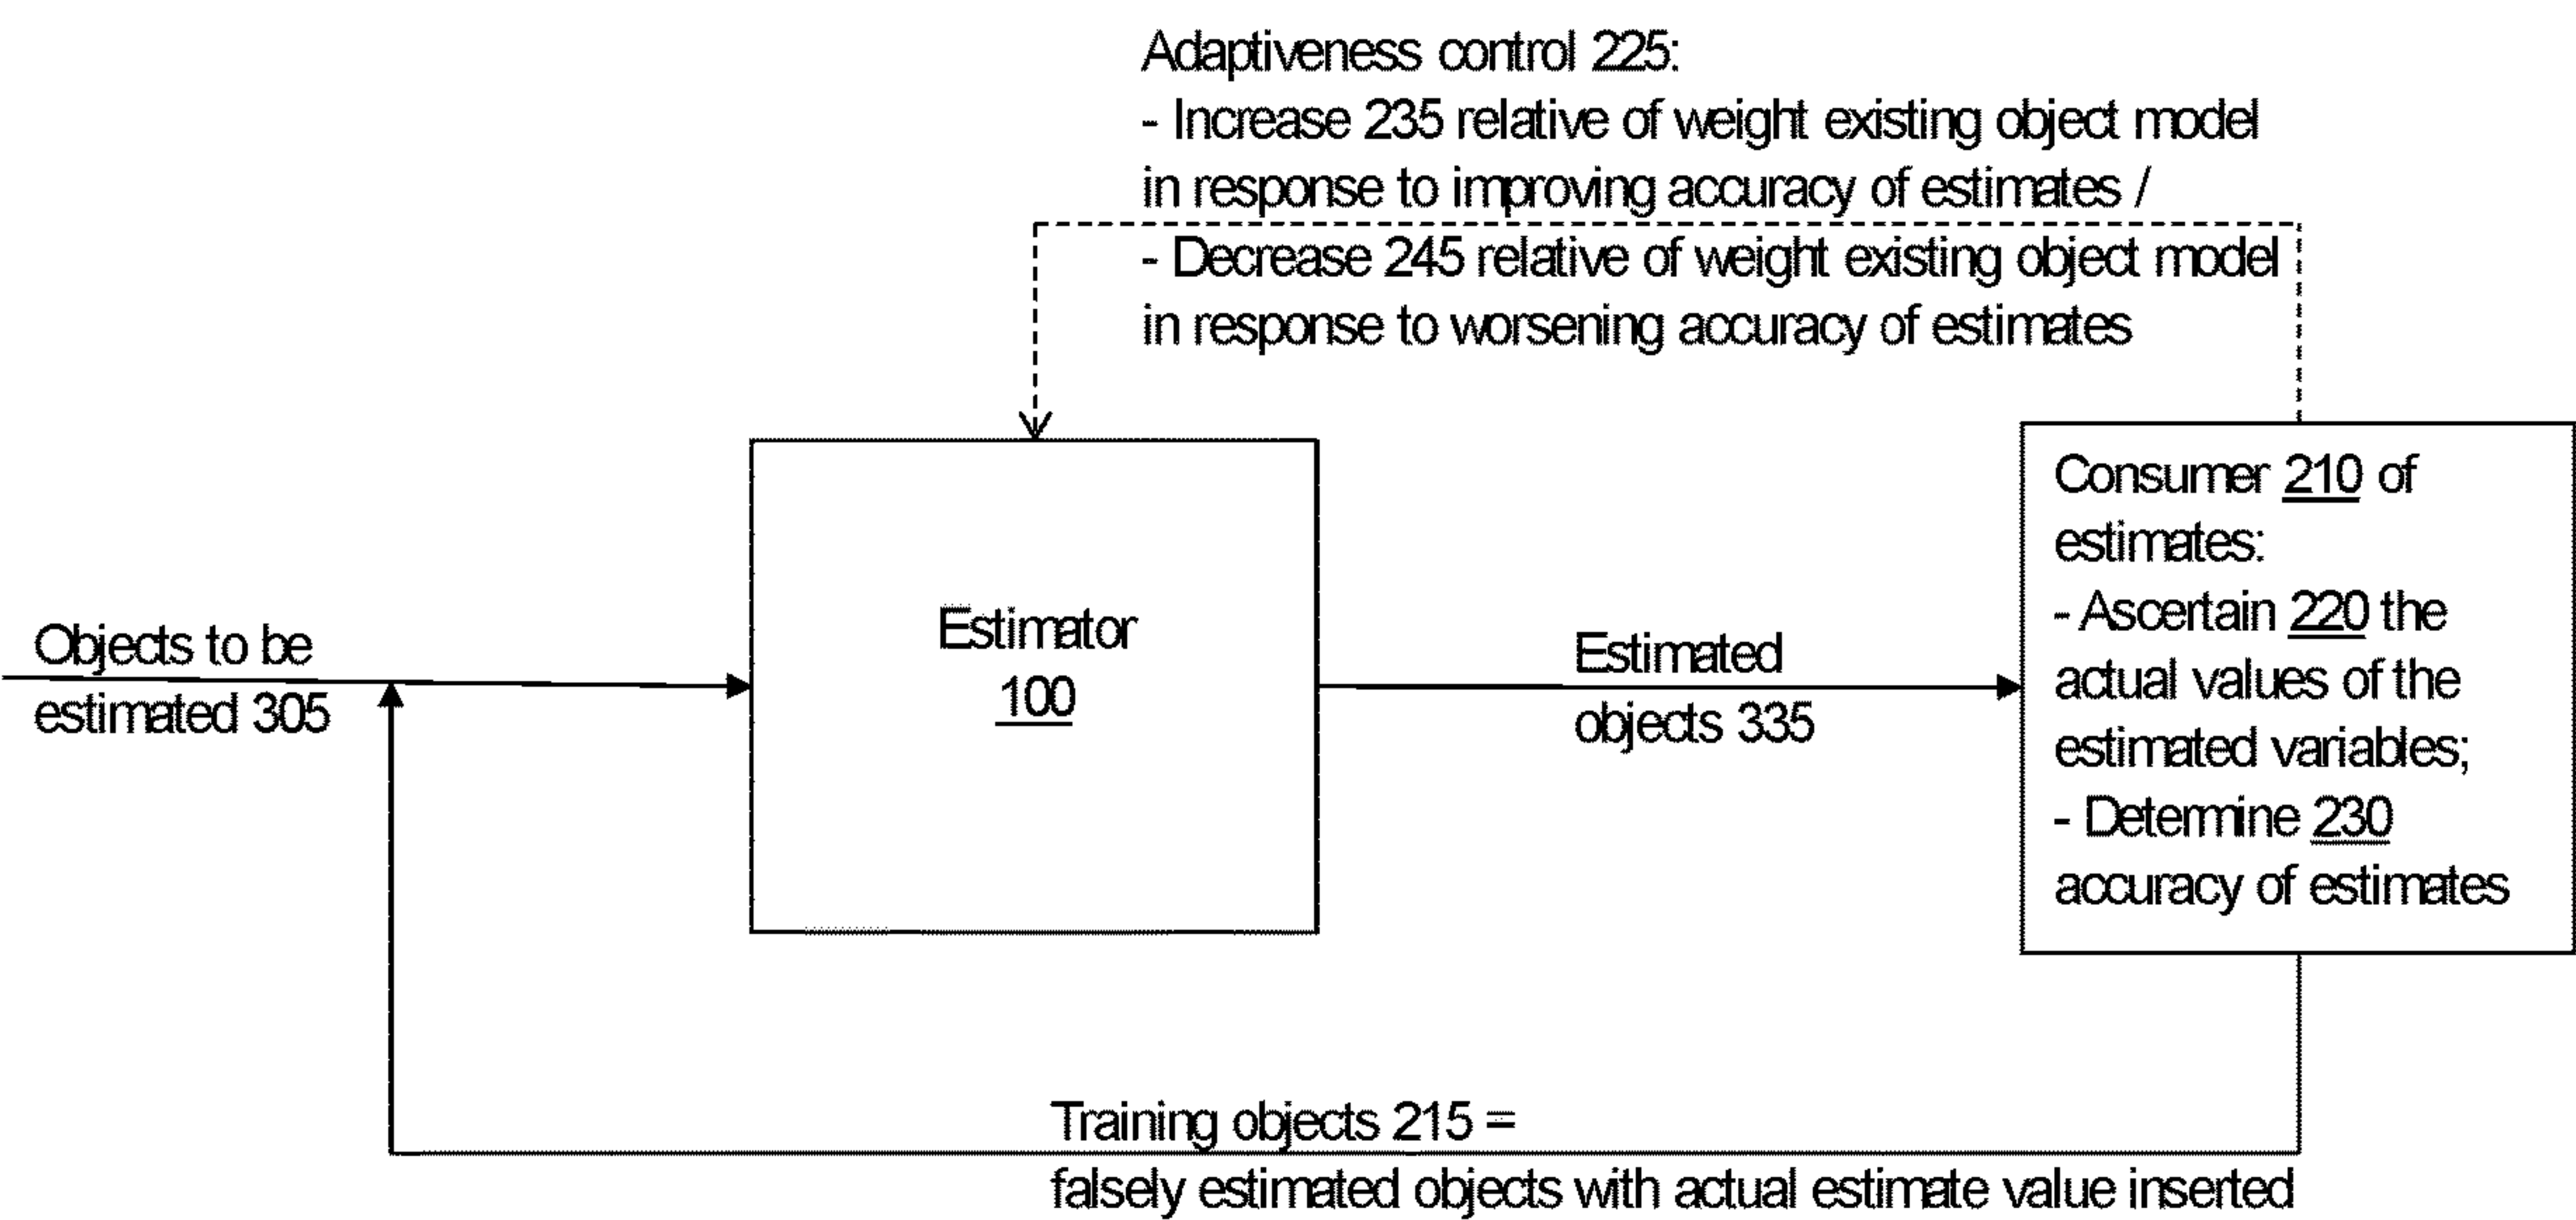 Adaptiveness control 225:
- Increase 235 relative of weight existing object model
in response to improving accuracy of estimates /
- Decrease 245 relative of weight existing object model
in response to worsening accuracy of estimates
Objects to be
estimated 305
Estimator
100
Estimated
objects 335
Consumer 210 of
estimates:
- Ascertain 220 the
actual values of the
estimated variables;
- Determine 230
accuracy of estimates
Training objects 215 =
falsely estimated objects with actual estimate value inserted